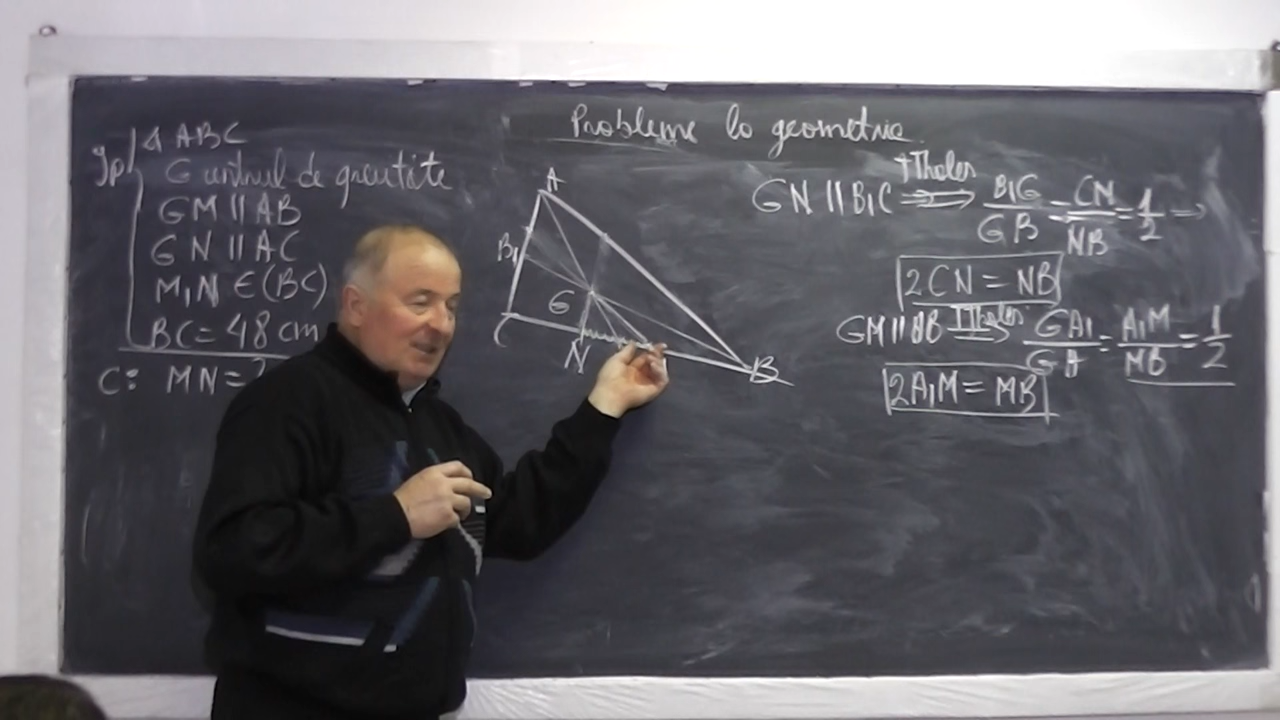 Probleme la geometrie
ip
△ ABC
G centrul de greutate
GM || AB
GN || AC
M,N ∈ (BC)
BC = 48 cm
C: MN = ?
A
B₁
G
C
N
B
GN || B₁C ⟹ T Thales B₁G/GB = CN/NB = 1/2 →
2CN = NB
GM || AB ⟹ T Thales GA₁/GA = A₁M/MB = 1/2
2A₁M = MB